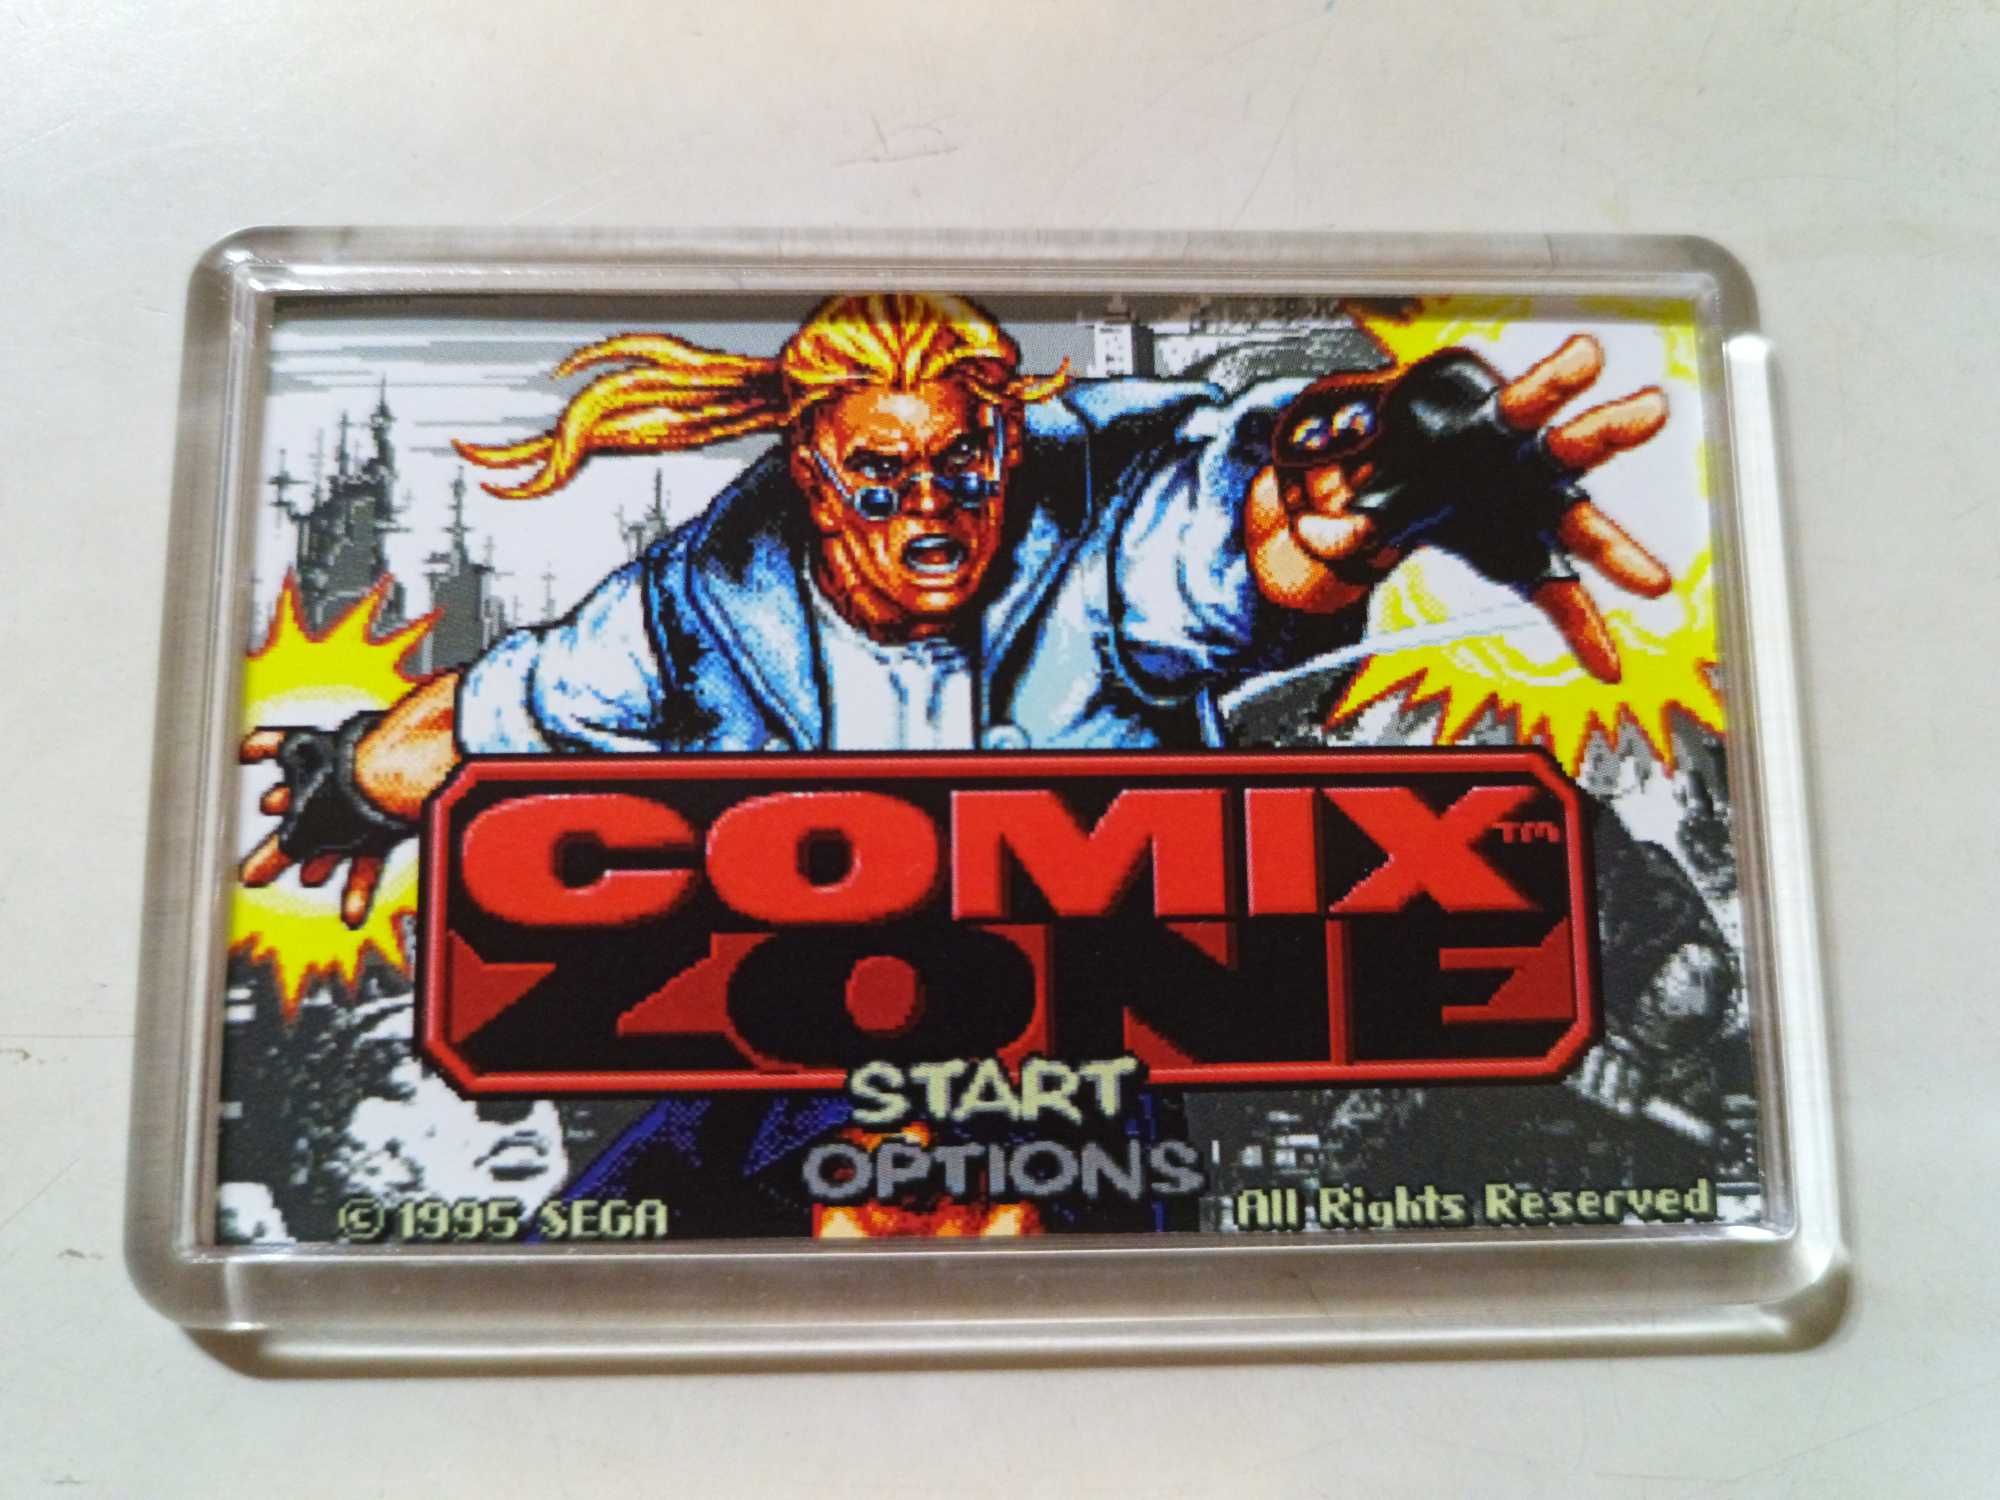 COMIX™
ZONE
START
OPTIONS
©1995 SEGA
All Rights Reserved